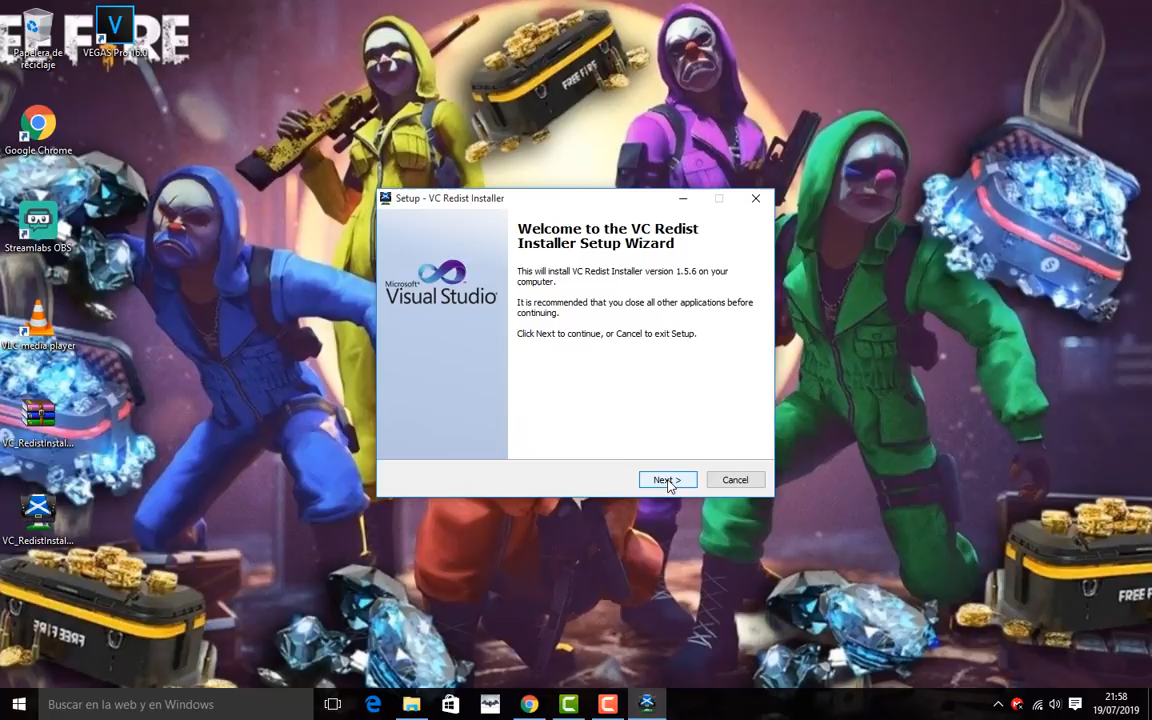 EE FIRE
Papelera de
reciclaje
VEGAS Pro 16.0
Google Chrome
Streamlabs OBS
VLC media player
VC_RedistInstal...
VC_RedistInstal...
FREE FIRE
Setup - VC Redist Installer
Microsoft®
Visual Studio
Welcome to the VC Redist
Installer Setup Wizard
This will install VC Redist Installer version 1.5.6 on your
computer.
It is recommended that you close all other applications before
continuing.
Click Next to continue, or Cancel to exit Setup.
Next >
Cancel
FREE FIRE
FREE F
Buscar en la web y en Windows
21:58
19/07/2019